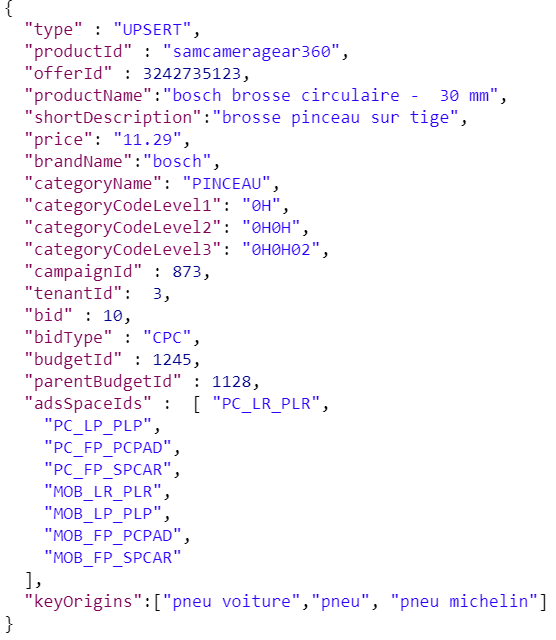 {
  "type" : "UPSERT",
  "productId" : "samcameragear360",
  "offerId" : 3242735123,
  "productName":"bosch brosse circulaire -  30 mm",
  "shortDescription":"brosse pinceau sur tige",
  "price": "11.29",
  "brandName":"bosch",
  "categoryName": "PINCEAU",
  "categoryCodeLevel1": "0H",
  "categoryCodeLevel2": "0H0H",
  "categoryCodeLevel3": "0H0H02",
  "campaignId" : 873,
  "tenantId":  3,
  "bid" : 10,
  "bidType" : "CPC",
  "budgetId" : 1245,
  "parentBudgetId" : 1128,
  "adsSpaceIds" :  [ "PC_LR_PLR",
    "PC_LP_PLP",
    "PC_FP_PCPAD",
    "PC_FP_SPCAR",
    "MOB_LR_PLR",
    "MOB_LP_PLP",
    "MOB_FP_PCPAD",
    "MOB_FP_SPCAR"
  ],
  "keyOrigins":["pneu voiture","pneu", "pneu michelin"]
}